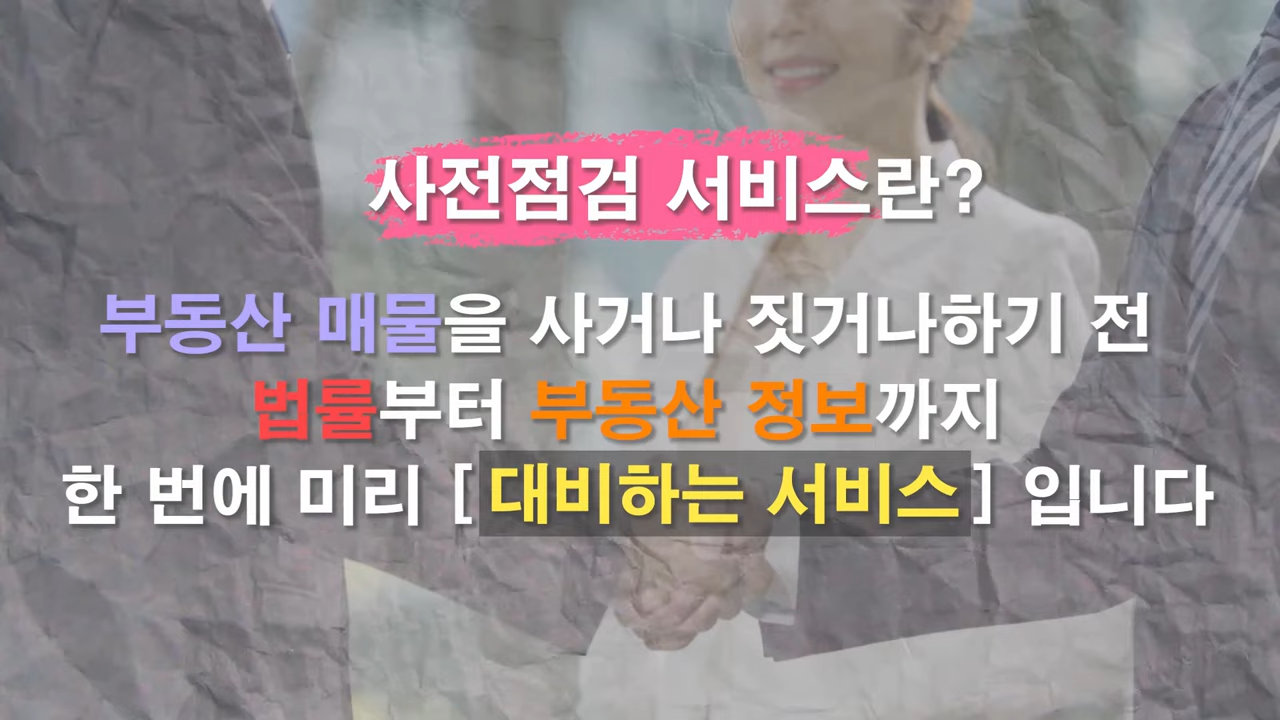 사전점검 서비스란?
부동산 매물을 사거나 짓거나하기 전
법률부터 부동산 정보까지
한 번에 미리 [대비하는 서비스] 입니다